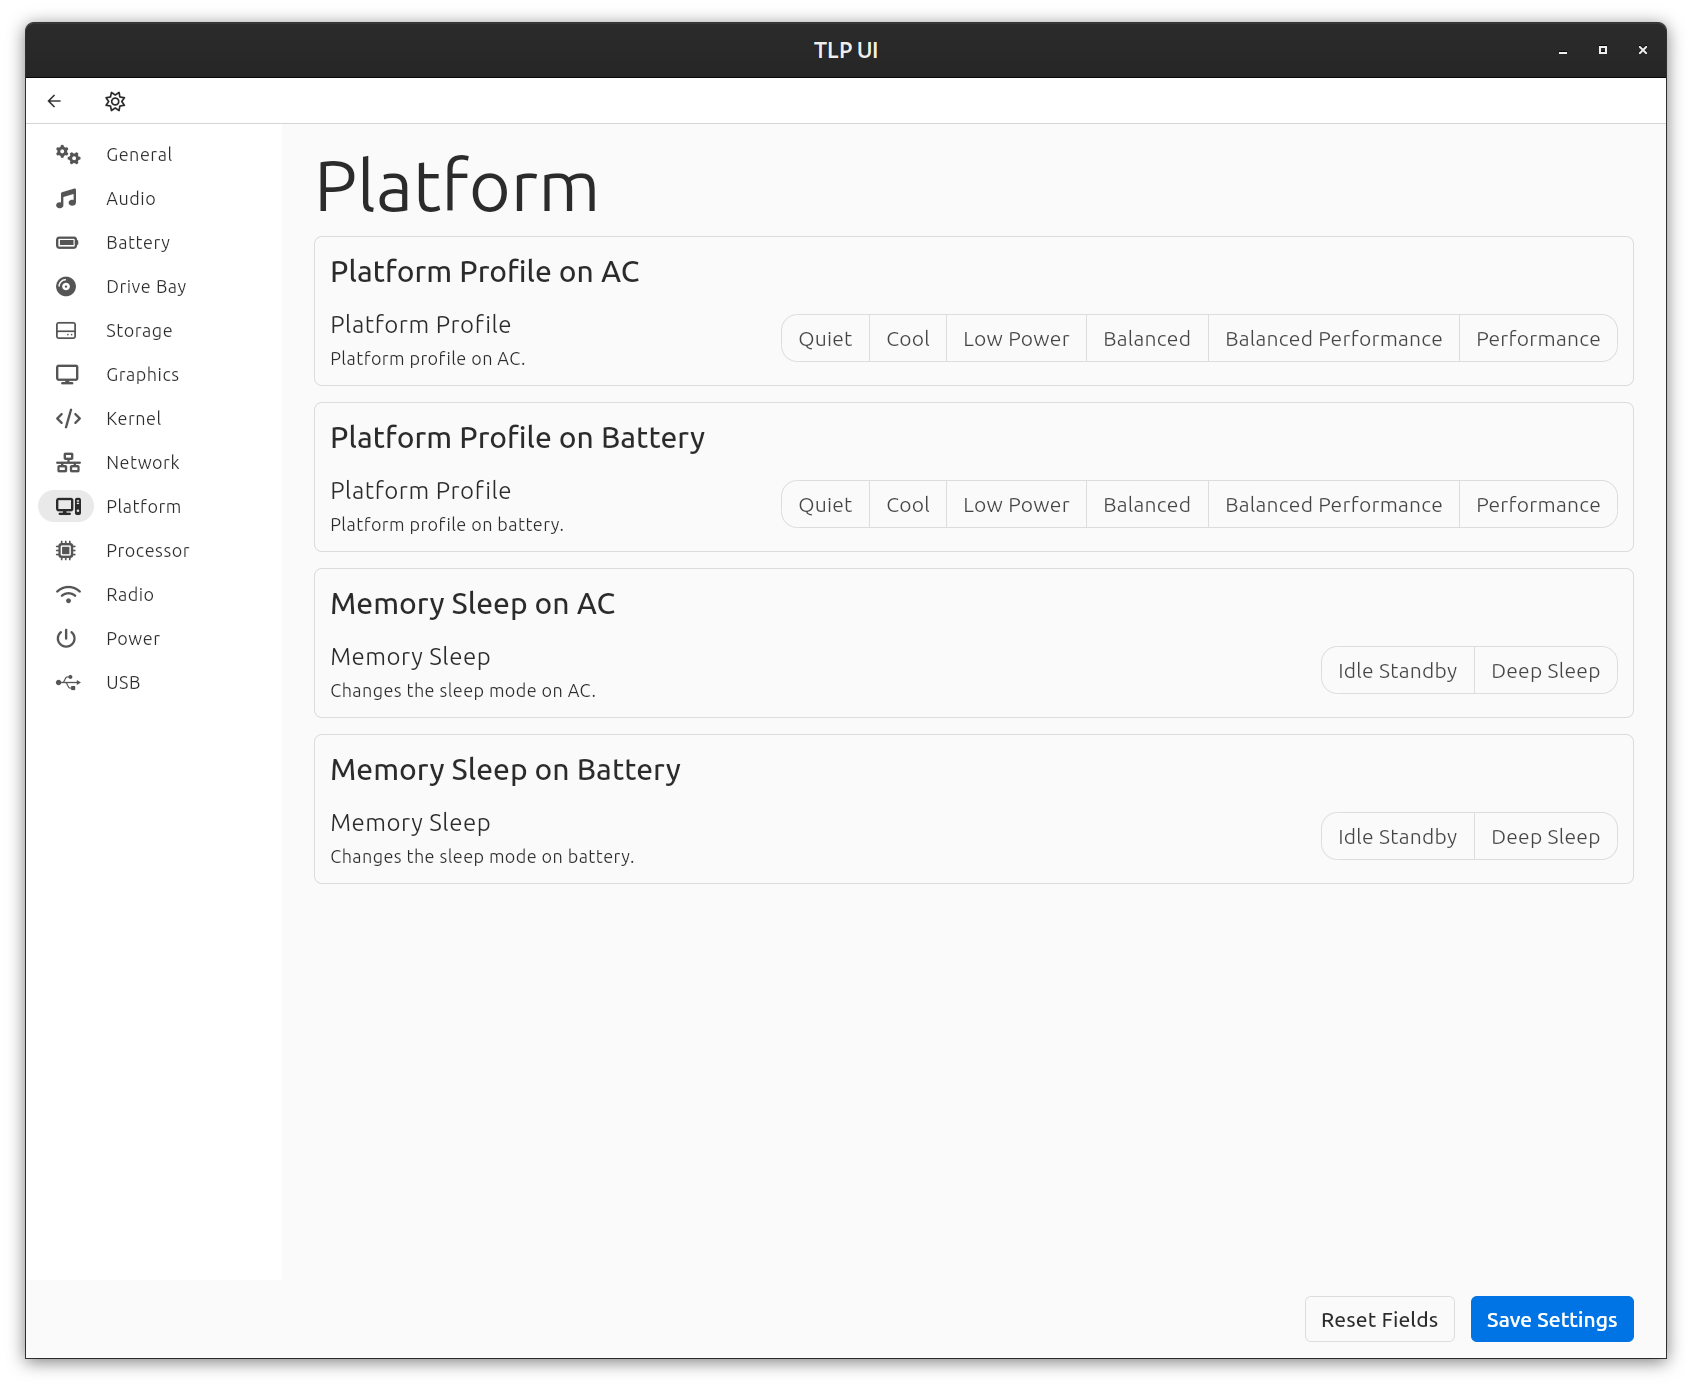 TLP UI
General
Audio
Battery
Drive Bay
Storage
Graphics
Kernel
Network
Platform
Processor
Radio
Power
USB
Platform
Platform Profile on AC
Platform Profile
Platform profile on AC.
Quiet Cool Low Power Balanced Balanced Performance Performance
Platform Profile on Battery
Platform Profile
Platform profile on battery.
Quiet Cool Low Power Balanced Balanced Performance Performance
Memory Sleep on AC
Memory Sleep
Changes the sleep mode on AC.
Idle Standby Deep Sleep
Memory Sleep on Battery
Memory Sleep
Changes the sleep mode on battery.
Idle Standby Deep Sleep
Reset Fields Save Settings